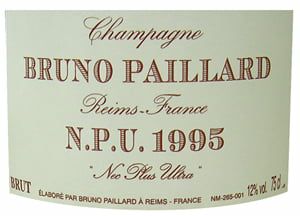 Champagne
BRUNO PAILLARD
Reims-France
N.P.U. 1995
"Nec Plus Ultra"
BRUT
ÉLABORÉ PAR BRUNO PAILLARD À REIMS - FRANCE NM-265-001 12% vol. 75 cl.